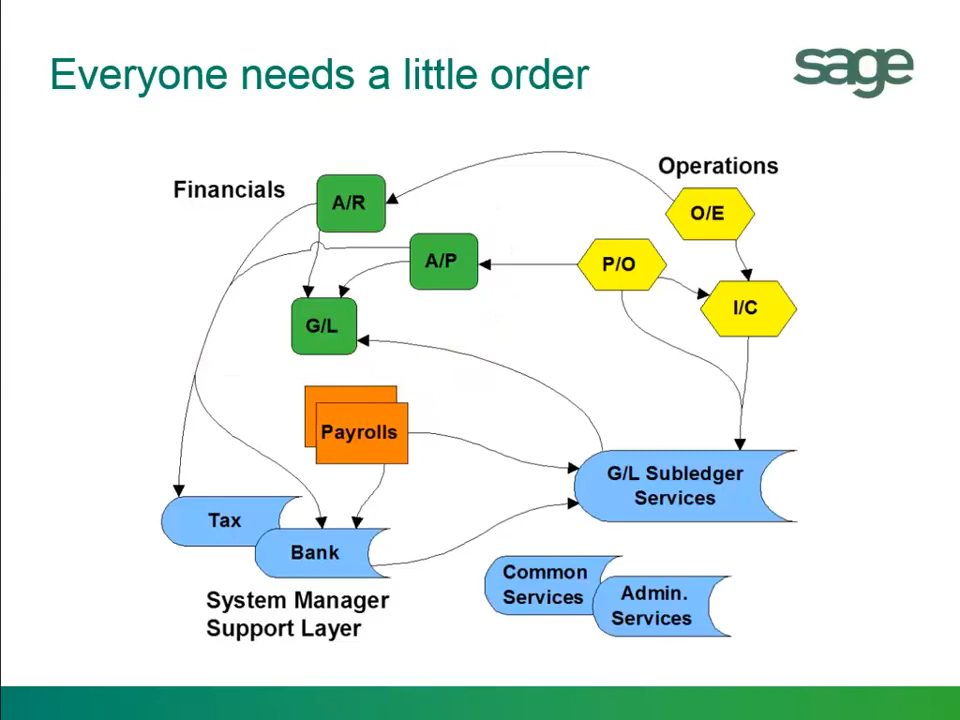 Everyone needs a little order
sage
Financials
A/R
Operations
O/E
A/P
P/O
I/C
G/L
Payrolls
G/L Subledger
Services
Tax
Bank
Common
Services
Admin.
Services
System Manager
Support Layer